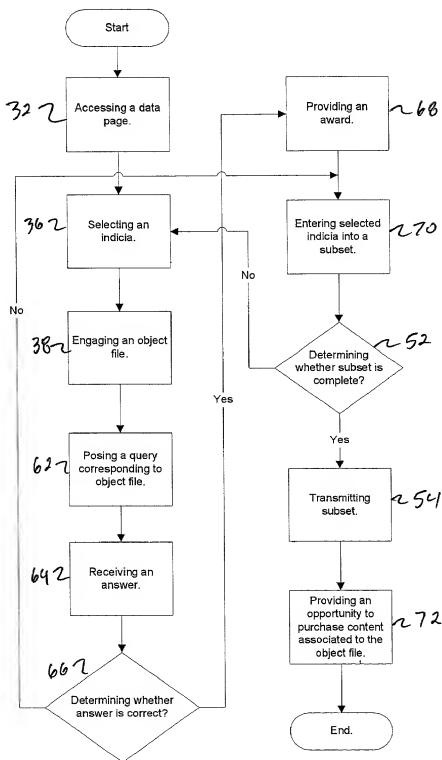 Start
32
Accessing a data
page.
36
Selecting an
indicia.
No
38
Engaging an object
file.
62
Posing a query
corresponding to
object file.
64
Receiving an
answer.
66
Determining whether
answer is correct?
Yes
Providing an
award.
68
Entering selected
indicia into a
subset.
70
No
Determining
whether subset is
complete?
52
Yes
Transmitting
subset.
54
Providing an
opportunity to
purchase content
associated to the
object file.
72
End.